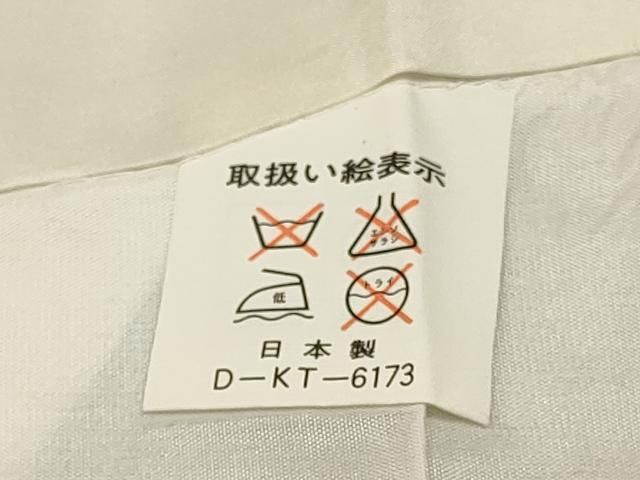 取扱い絵表示
エンソ
サラシ
低
ドライ
日本製
D-KT-6173